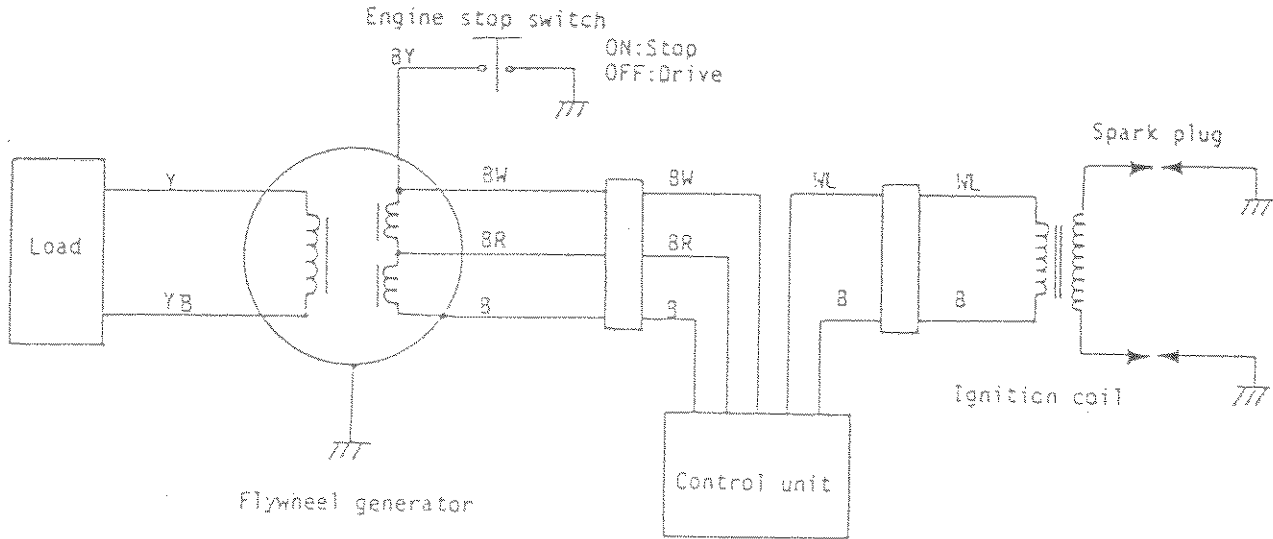 Engine stop switch
ON:Stop
OFF:Drive
BY
Spark plug
Y
BW
BW
WL
WL
Load
BR
BR
YB
B
B
B
B
Ignition coil
Control unit
Flywheel generator